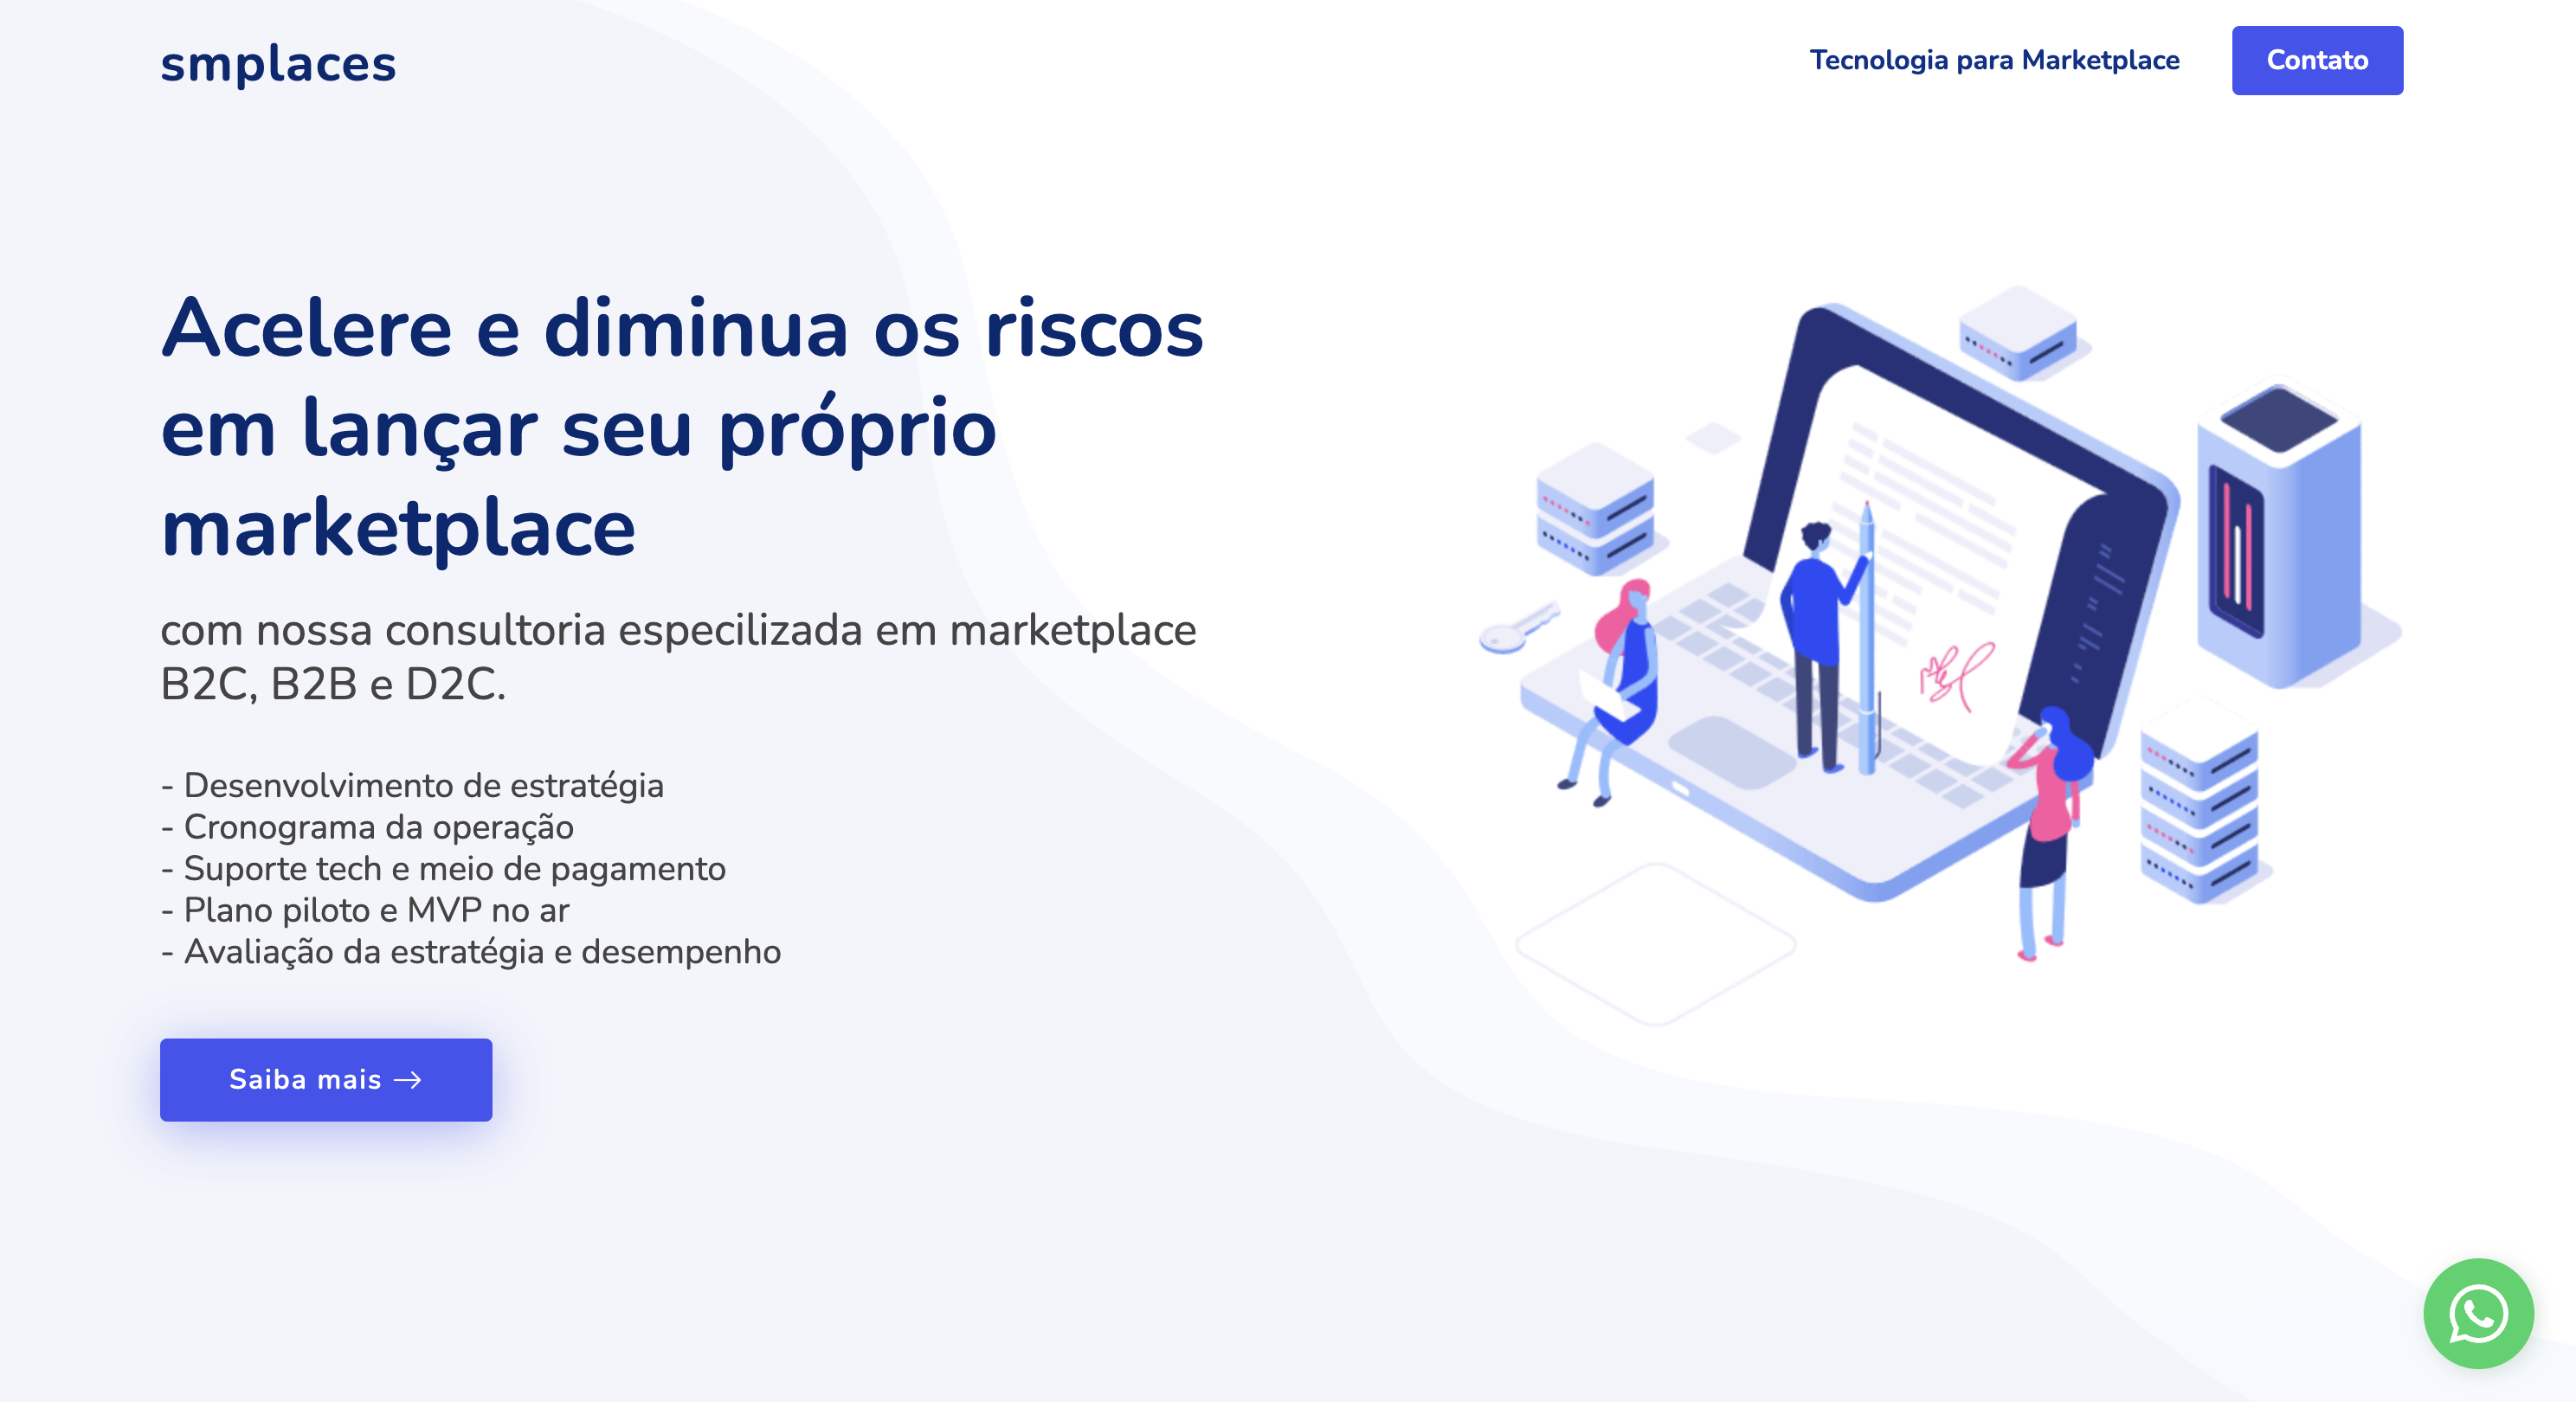 smplaces
Tecnologia para Marketplace
Contato
Acelere e diminua os riscos
em lançar seu próprio
marketplace
com nossa consultoria especilizada em marketplace
B2C, B2B e D2C.
- Desenvolvimento de estratégia
- Cronograma da operação
- Suporte tech e meio de pagamento
- Plano piloto e MVP no ar
- Avaliação da estratégia e desempenho
Saiba mais →